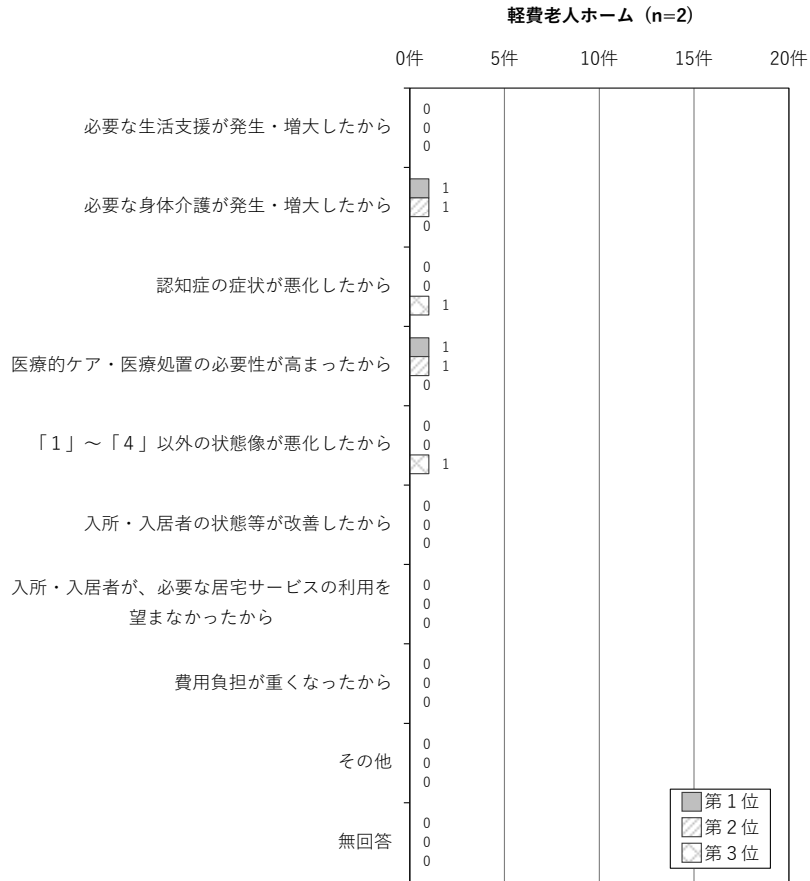 軽費老人ホーム（n=2）
0件 5件 10件 15件 20件
必要な生活支援が発生・増大したから
0
0
0
必要な身体介護が発生・増大したから
1
1
0
認知症の症状が悪化したから
0
0
1
医療的ケア・医療処置の必要性が高まったから
1
1
0
「１」～「４」以外の状態像が悪化したから
0
0
1
入所・入居者の状態等が改善したから
0
0
0
入所・入居者が、必要な居宅サービスの利用を
望まなかったから
0
0
0
費用負担が重くなったから
0
0
0
その他
0
0
0
無回答
0
0
0
第１位
第２位
第３位